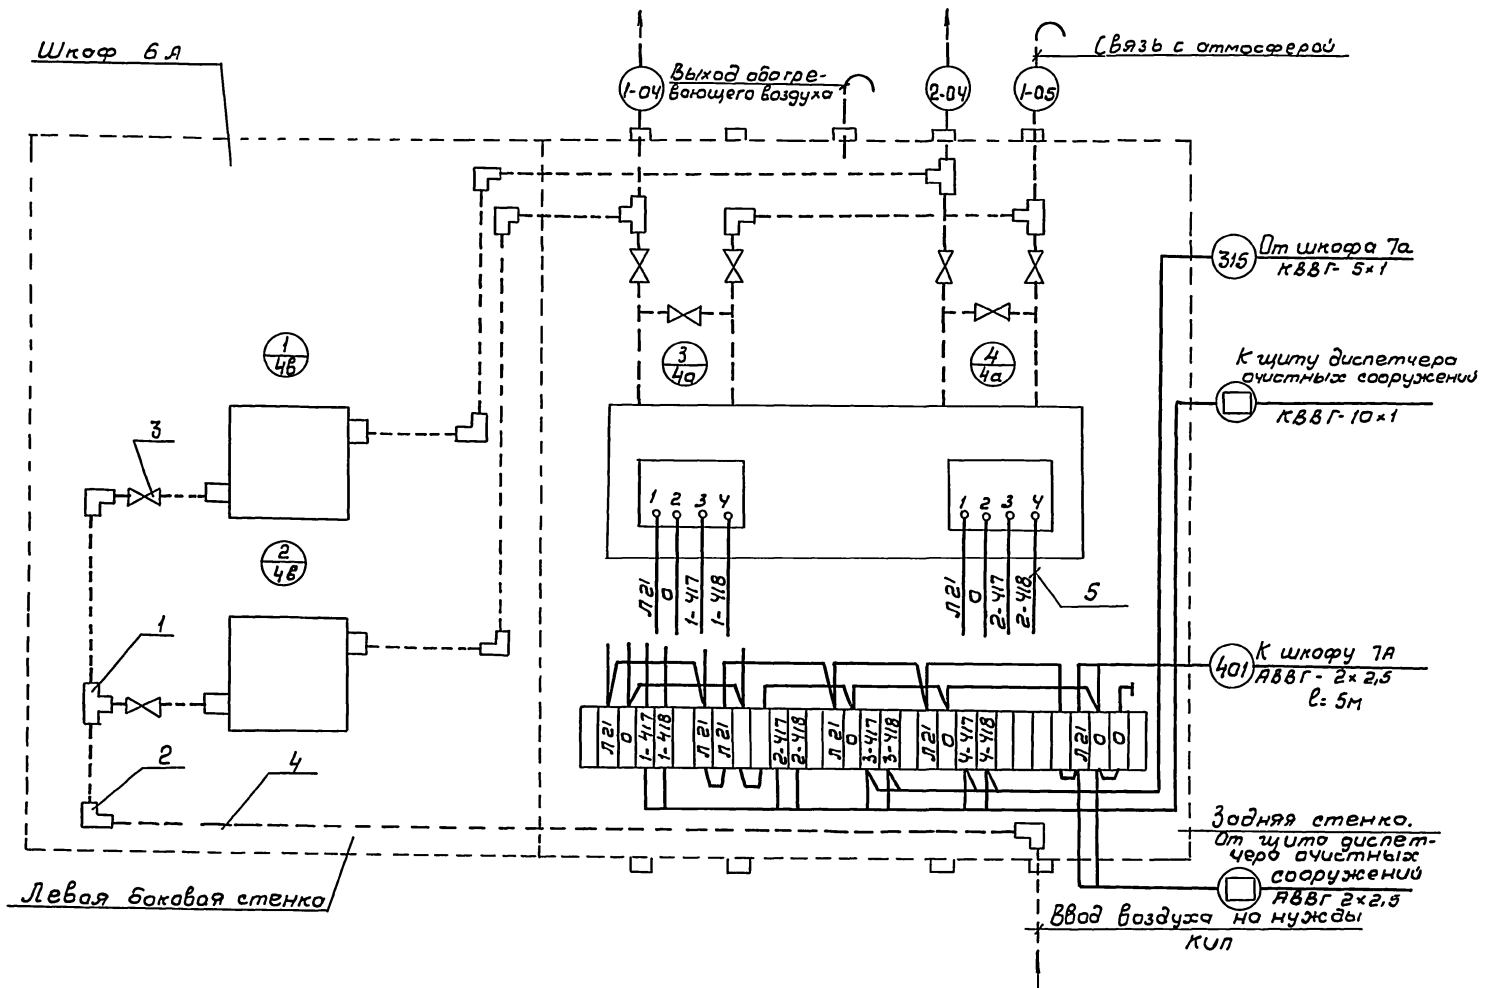 Шкаф 6А
Связь с атмосферой
Выход обогре-
вающего воздуха
1-04
2-04
1-05
315
От шкафа 7а
КВВГ- 5×1
1
4в
3
4а
4
4а
К щиту диспетчера
очистных сооружений
КВВГ-10×1
3
1 2 3 4
1 2 3 4
2
4в
Л21
0
1-417
1-418
Л21
0
2-417
2-418
5
1
401
К шкафу 7А
АВВГ- 2×2,5
ℓ= 5м
Л21
0
1-417
1-418
Л21
Л21
2-417
2-418
Л21
0
3-417
3-418
Л21
0
4-417
4-418
Л21
0
0
2
4
Задняя стенка.
От щита диспет-
чера очистных
сооружений
АВВГ 2×2,5
Левая боковая стенка
Ввод воздуха на нужды
КИП